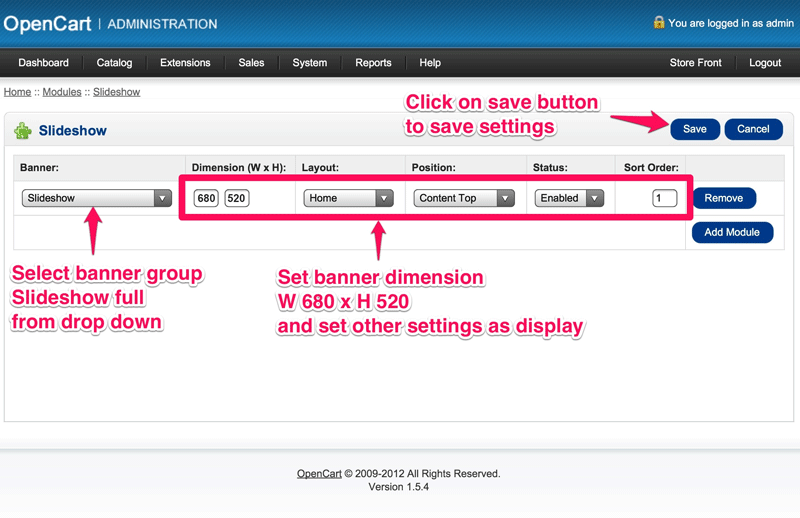 OpenCart | ADMINISTRATION
You are logged in as admin
Dashboard Catalog Extensions Sales System Reports Help Store Front Logout
Home :: Modules :: Slideshow
Click on save button
to save settings
Slideshow
Save Cancel
Banner: Dimension (W x H): Layout: Position: Status: Sort Order:
Slideshow 680 520 Home Content Top Enabled 1 Remove
Add Module
Select banner group
Slideshow full
from drop down
Set banner dimension
W 680 x H 520
and set other settings as display
OpenCart © 2009-2012 All Rights Reserved.
Version 1.5.4